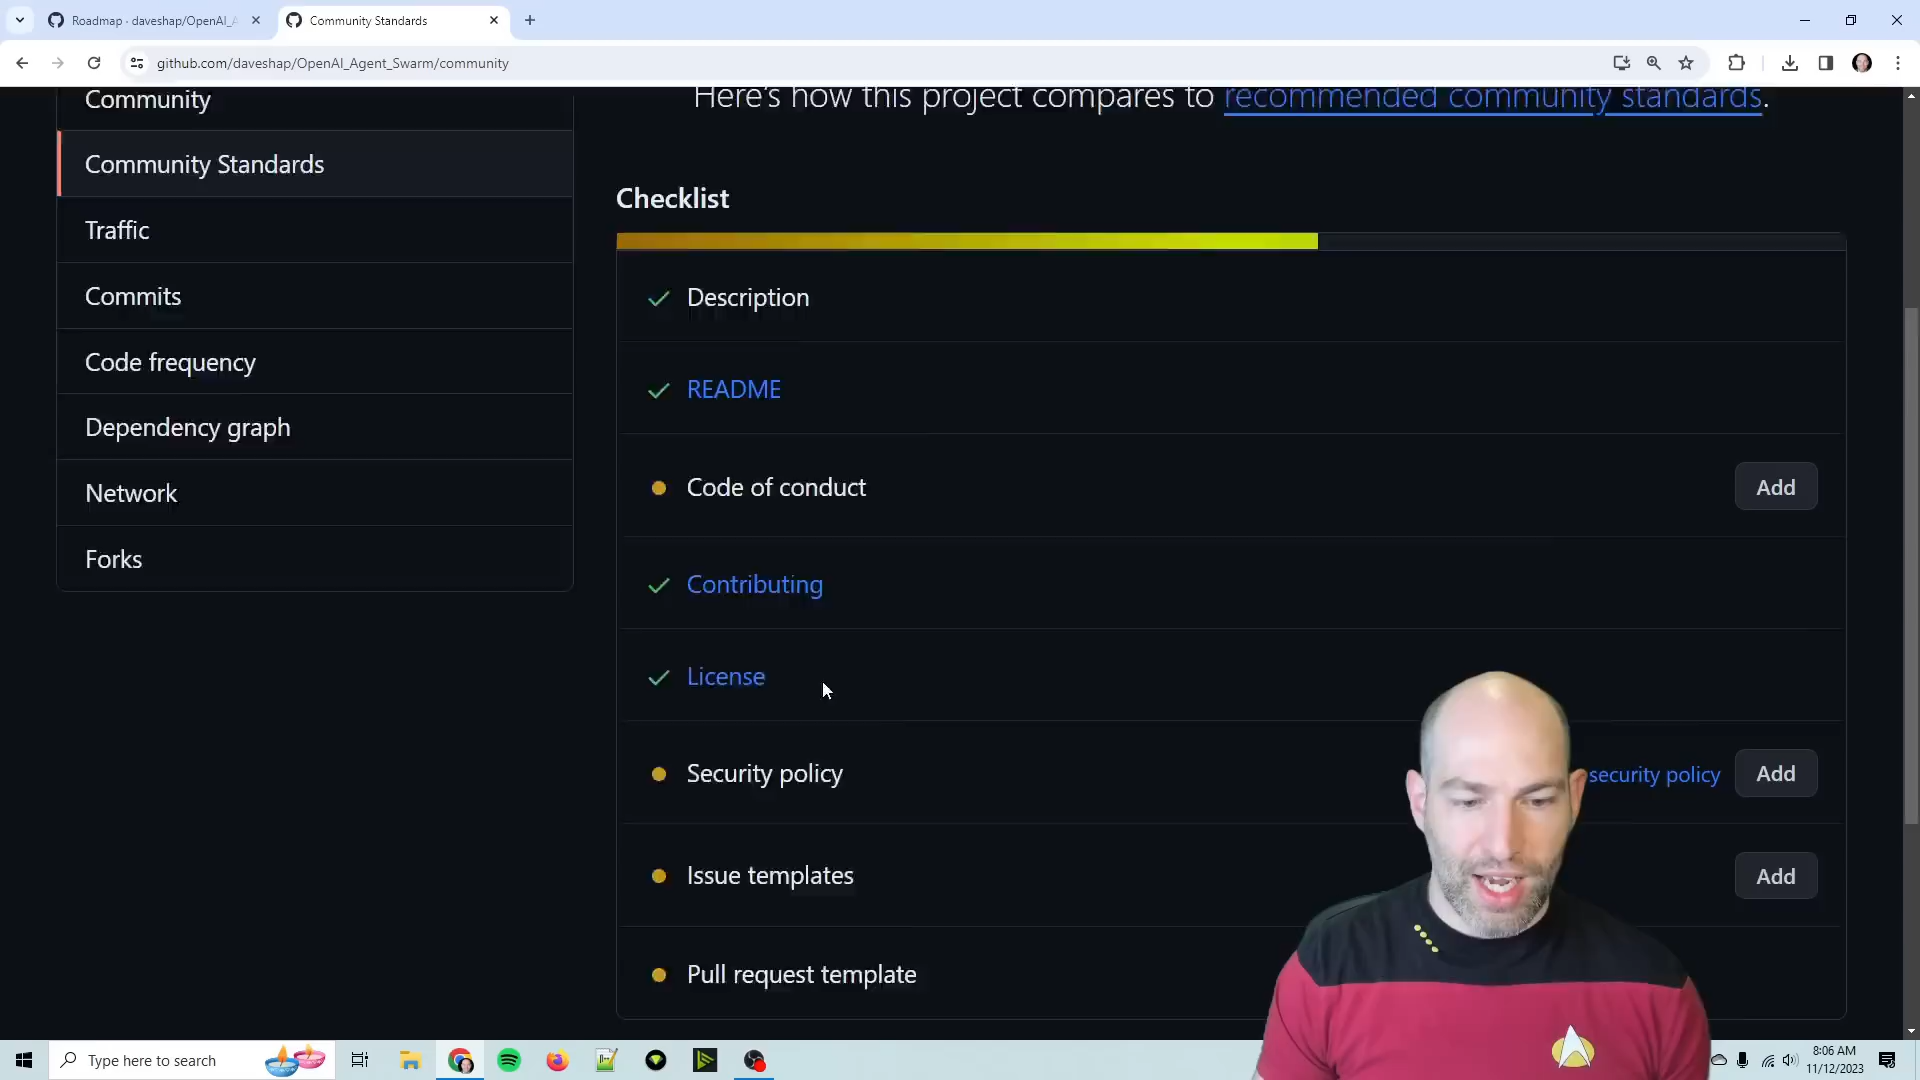 Roadmap · daveshap/OpenAI_A
Community Standards
github.com/daveshap/OpenAI_Agent_Swarm/community
Community
Community Standards
Traffic
Commits
Code frequency
Dependency graph
Network
Forks
Here's how this project compares to recommended community standards.
Checklist
Description
README
Code of conduct
Add
Contributing
License
Security policy
security policy
Add
Issue templates
Add
Pull request template
Type here to search
8:06 AM
11/12/2023